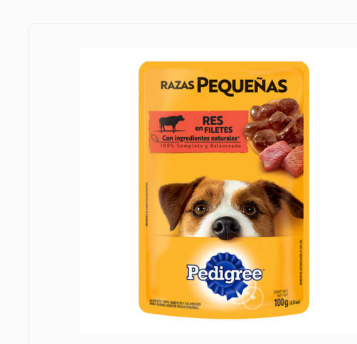 RAZAS PEQUEÑAS
RES
en FILETES
Con ingredientes naturales*
100% Completo y Balanceado
Pedigree
100g